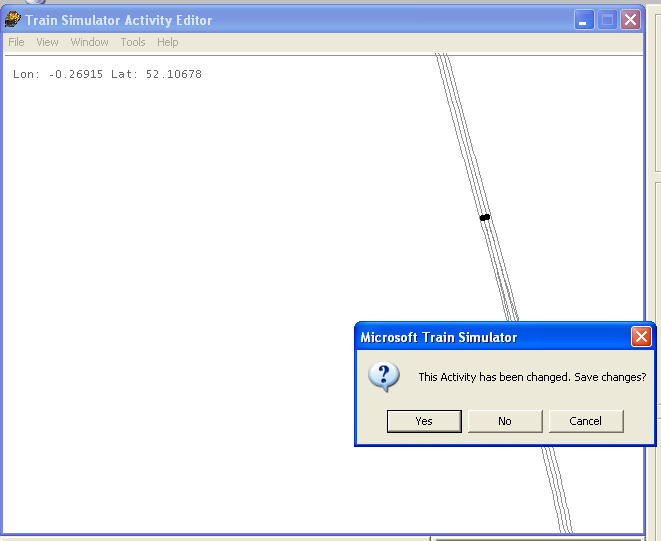 Train Simulator Activity Editor
File View Window Tools Help
Lon: -0.26915 Lat: 52.10678
Microsoft Train Simulator
This Activity has been changed. Save changes?
Yes No Cancel